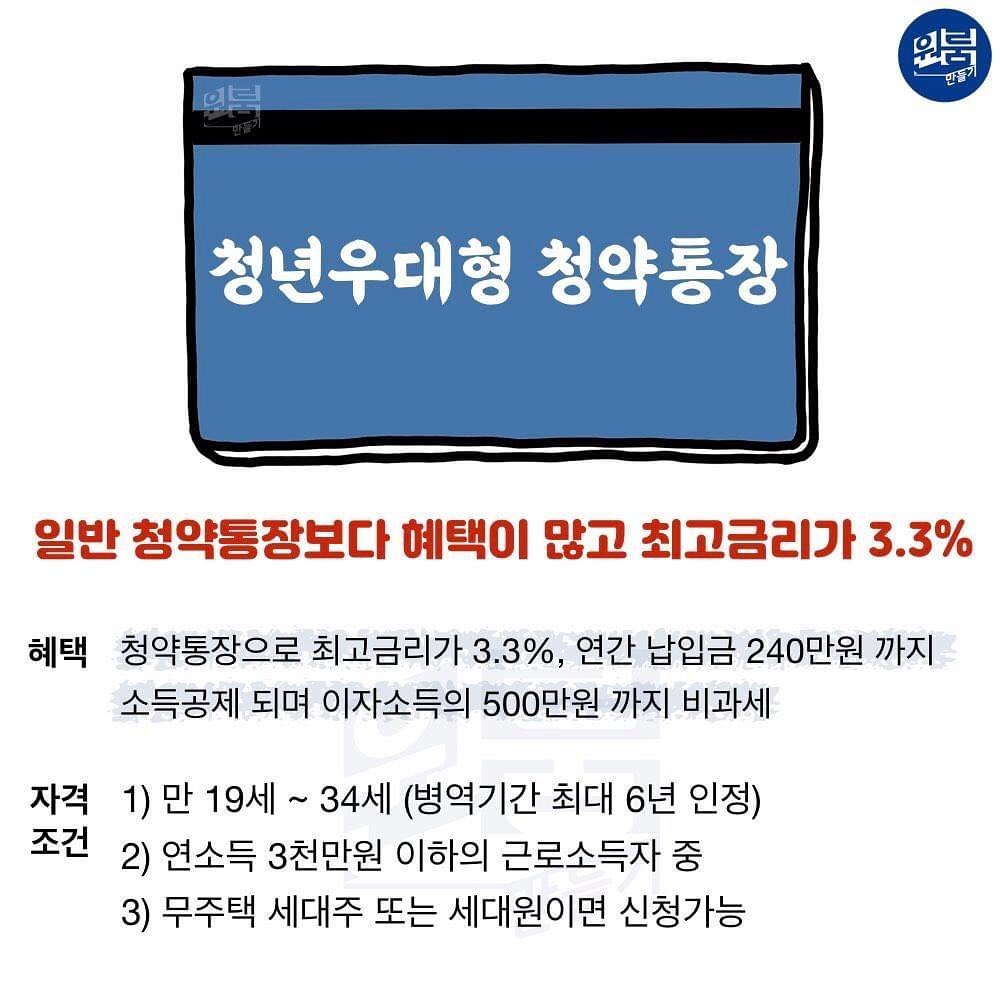 원룸
만들기
원룸
만들기
청년우대형 청약통장
일반 청약통장보다 혜택이 많고 최고금리가 3.3%
혜택 청약통장으로 최고금리가 3.3%, 연간 납입금 240만원 까지
소득공제 되며 이자소득의 500만원 까지 비과세
원룸
자격 1) 만 19세 ~ 34세 (병역기간 최대 6년 인정)
조건 2) 연소득 3천만원 이하의 근로소득자 중
만들기
3) 무주택 세대주 또는 세대원이면 신청가능